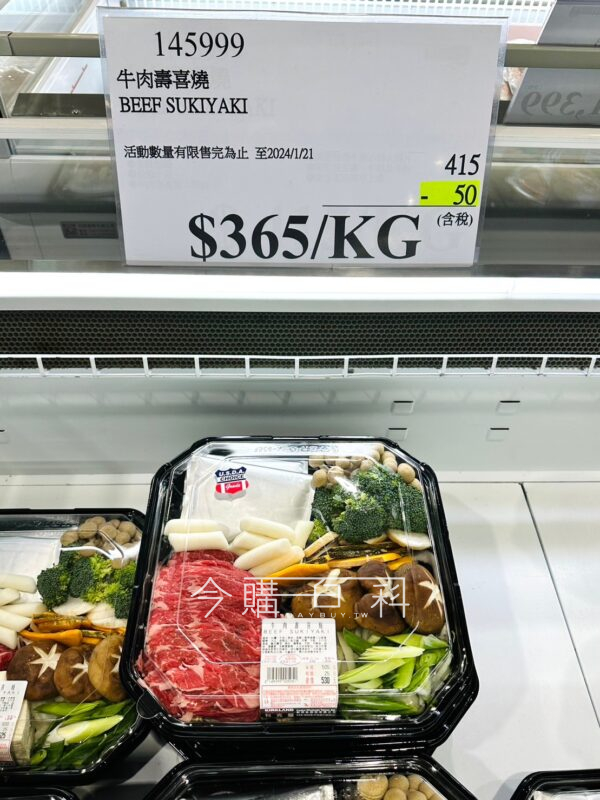 145999
牛肉壽喜燒
BEEF SUKIYAKI
活動數量有限售完為止 至2024/1/21
415
- 50
$365/KG
(含稅)
U.S.D.A.
CHOICE
今購百科
牛肉壽喜燒
BEEF SUKIYAKI
530
KIRKLAND